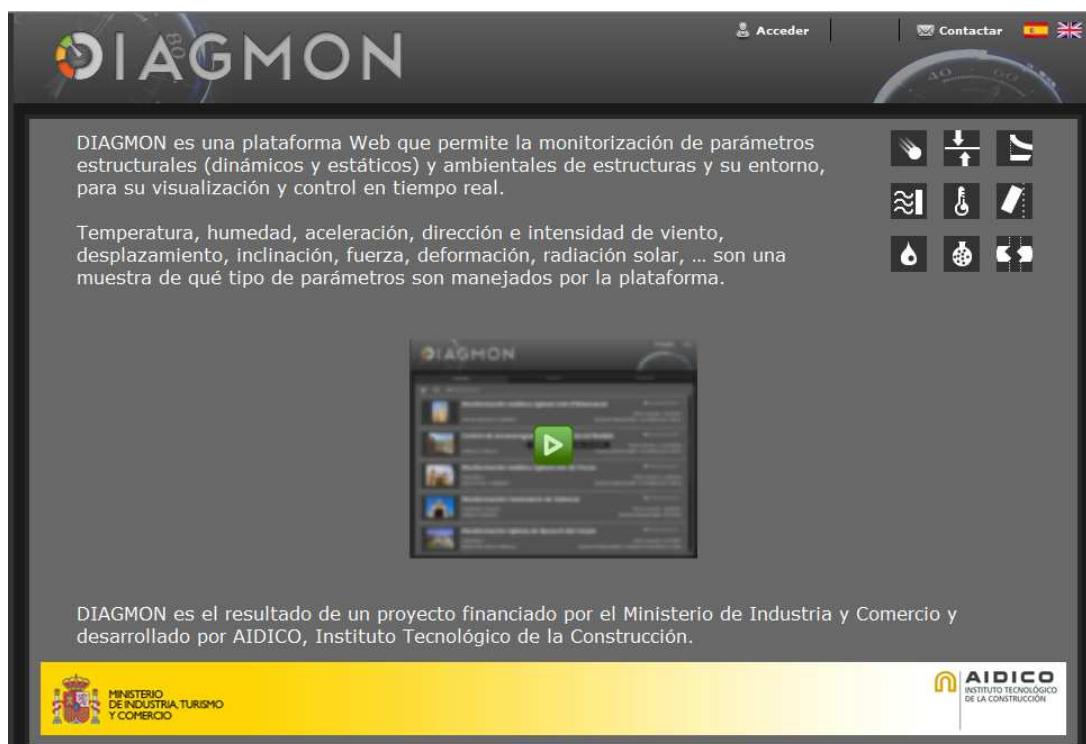 DIAGMON
Acceder
Contactar
DIAGMON es una plataforma Web que permite la monitorización de parámetros
estructurales (dinámicos y estáticos) y ambientales de estructuras y su entorno,
para su visualización y control en tiempo real.
Temperatura, humedad, aceleración, dirección e intensidad de viento,
desplazamiento, inclinación, fuerza, deformación, radiación solar, ... son una
muestra de qué tipo de parámetros son manejados por la plataforma.
DIAGMON
DIAGMON es el resultado de un proyecto financiado por el Ministerio de Industria y Comercio y
desarrollado por AIDICO, Instituto Tecnológico de la Construcción.
MINISTERIO
DE INDUSTRIA, TURISMO
Y COMERCIO
AIDICO
INSTITUTO TECNOLÓGICO
DE LA CONSTRUCCIÓN